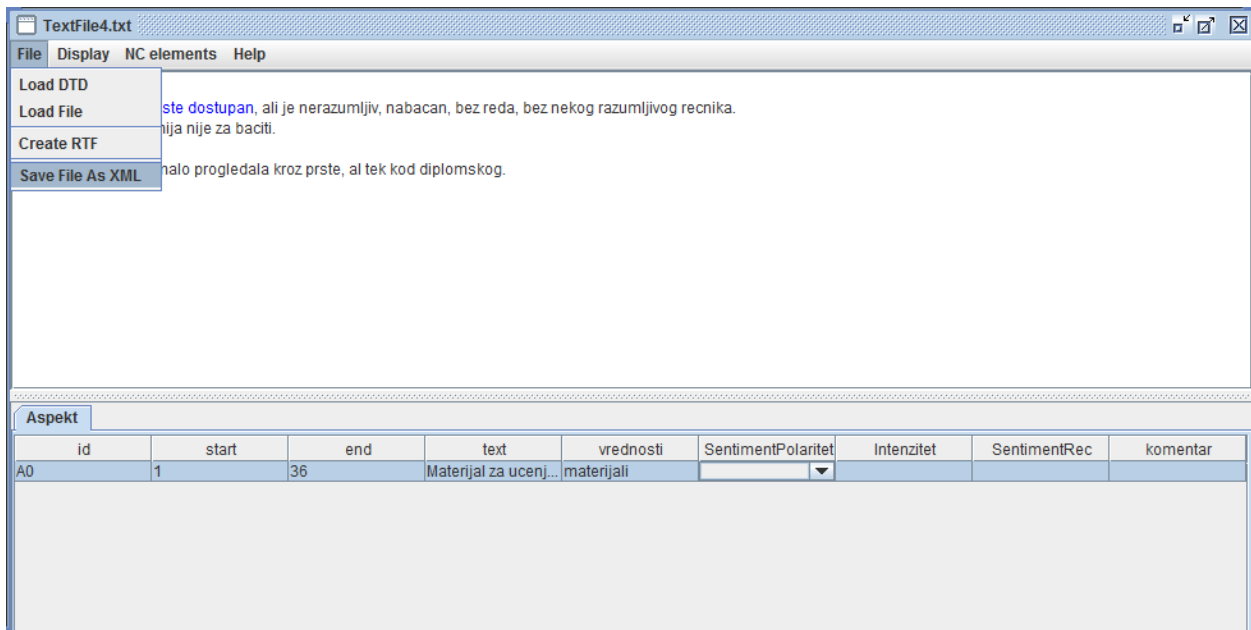 TextFile4.txt
File Display NC elements Help
Load DTD
Load File
Create RTF
Save File As XML
ste dostupan, ali je nerazumljiv, nabacan, bez reda, bez nekog razumljivog recnika.
nija nije za baciti.
malo progledala kroz prste, al tek kod diplomskog.
Aspekt
id start end text vrednosti SentimentPolaritet Intenzitet SentimentRec komentar
A0 1 36 Materijal za ucenj... materijali